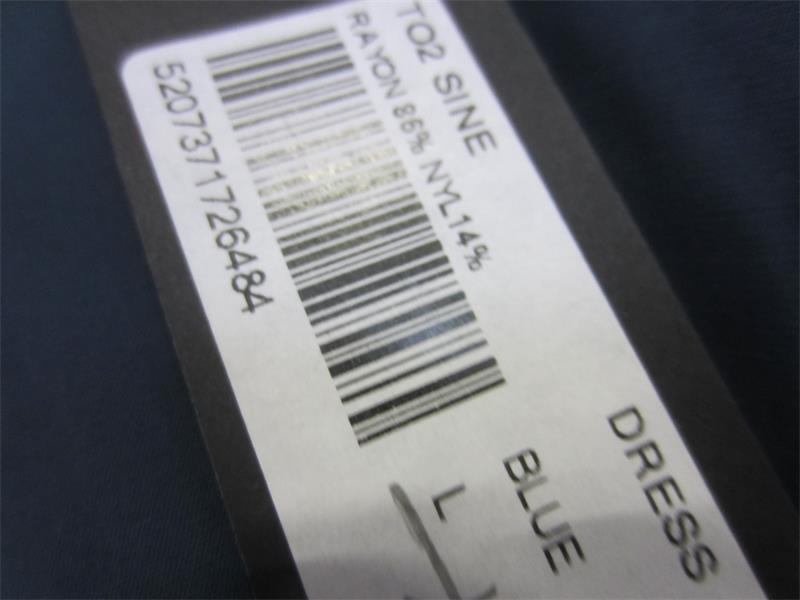 TO2 SINE
RAYON 86% NYL14%
5207371726484
DRESS
BLUE
L